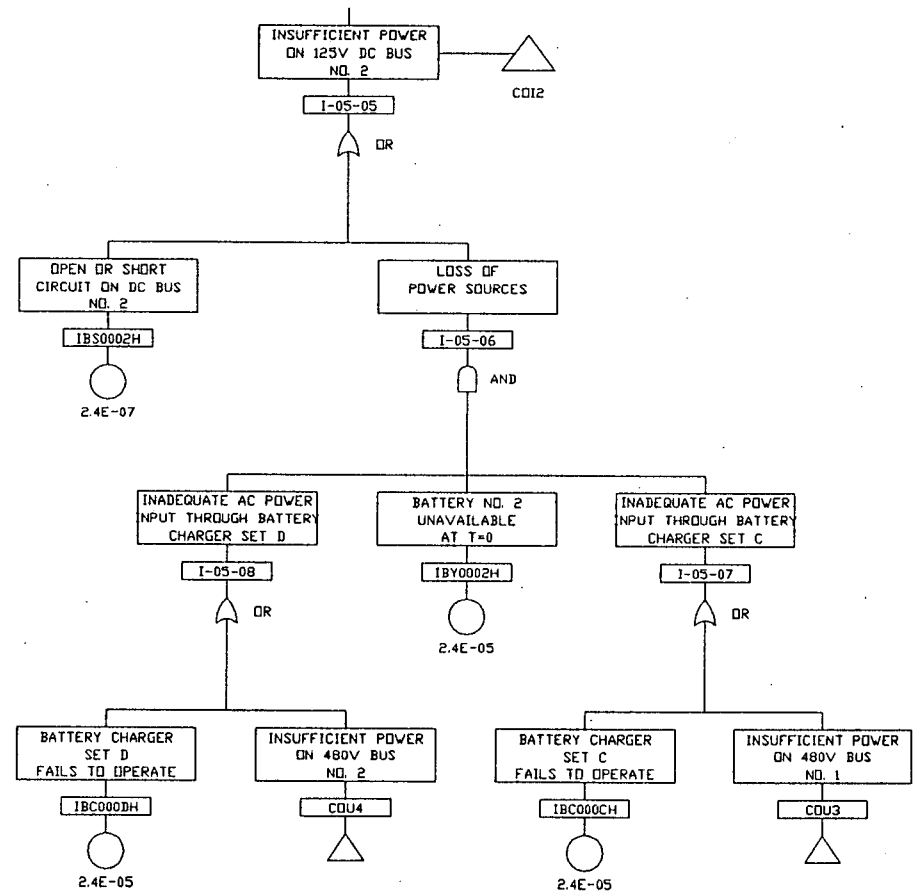 INSUFFICIENT POWER
ON 125V DC BUS
NO. 2
COI2
I-05-05
OR
OPEN OR SHORT
CIRCUIT ON DC BUS
NO. 2
IBS0002H
2.4E-07
LOSS OF
POWER SOURCES
I-05-06
AND
INADEQUATE AC POWER
NPUT THROUGH BATTERY
CHARGER SET D
I-05-08
OR
BATTERY NO. 2
UNAVAILABLE
AT T=0
IBY0002H
2.4E-05
INADEQUATE AC POWER
INPUT THROUGH BATTERY
CHARGER SET C
I-05-07
OR
BATTERY CHARGER
SET D
FAILS TO OPERATE
IBC000DH
2.4E-05
INSUFFICIENT POWER
ON 480V BUS
NO. 2
COU4
BATTERY CHARGER
SET C
FAILS TO OPERATE
IBC000CH
2.4E-05
INSUFFICIENT POWER
ON 480V BUS
NO. 1
COU3